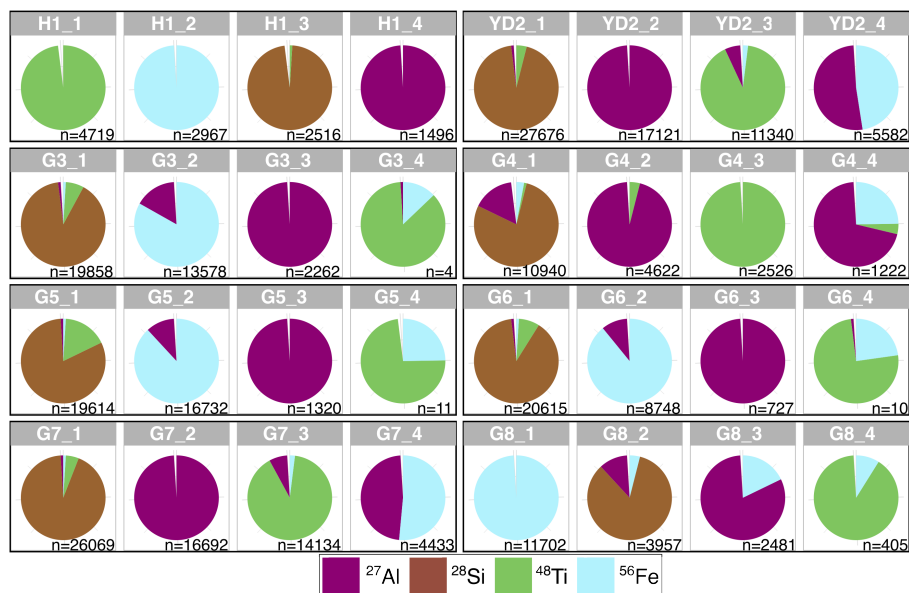 H1_1 H1_2 H1_3 H1_4 YD2_1 YD2_2 YD2_3 YD2_4
n=4719 n=2967 n=2516 n=1496 n=27676 n=17121 n=11340 n=5582
G3_1 G3_2 G3_3 G3_4 G4_1 G4_2 G4_3 G4_4
n=19858 n=13578 n=2262 n=4 n=10940 n=4622 n=2526 n=1222
G5_1 G5_2 G5_3 G5_4 G6_1 G6_2 G6_3 G6_4
n=19614 n=16732 n=1320 n=11 n=20615 n=8748 n=727 n=10
G7_1 G7_2 G7_3 G7_4 G8_1 G8_2 G8_3 G8_4
n=26069 n=16692 n=14134 n=4433 n=11702 n=3957 n=2481 n=405
²⁷Al ²⁸Si ⁴⁸Ti ⁵⁶Fe